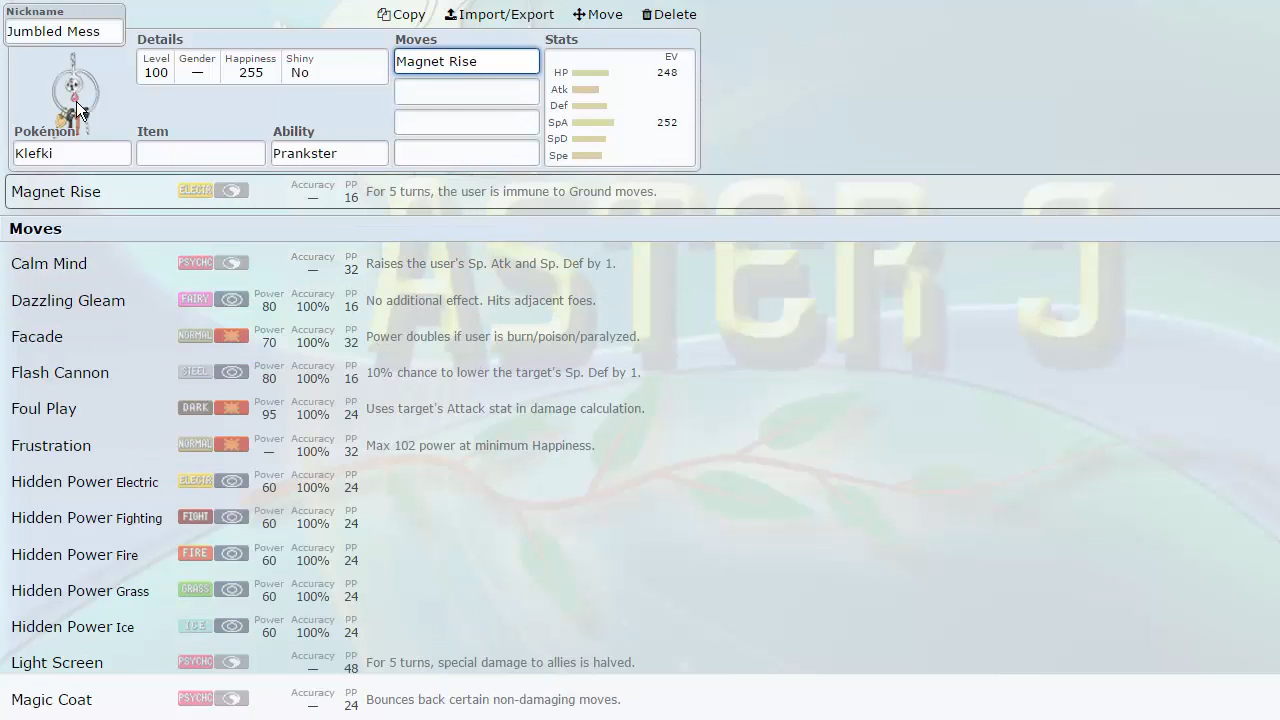 Nickname
Jumbled Mess
Copy Import/Export Move Delete
Details
Level Gender Happiness Shiny
100 — 255 No
Moves
Magnet Rise
Stats
EV
HP 248
Atk
Def
SpA 252
SpD
Spe
Pokémon Item Ability
Klefki Prankster
Magnet Rise ELECTR Accuracy — PP 16 For 5 turns, the user is immune to Ground moves.
Moves
Calm Mind PSYCHC Accuracy — PP 32 Raises the user's Sp. Atk and Sp. Def by 1.
Dazzling Gleam FAIRY Power 80 Accuracy 100% PP 16 No additional effect. Hits adjacent foes.
Facade NORMAL Power 70 Accuracy 100% PP 32 Power doubles if user is burn/poison/paralyzed.
Flash Cannon STEEL Power 80 Accuracy 100% PP 16 10% chance to lower the target's Sp. Def by 1.
Foul Play DARK Power 95 Accuracy 100% PP 24 Uses target's Attack stat in damage calculation.
Frustration NORMAL Power — Accuracy 100% PP 32 Max 102 power at minimum Happiness.
Hidden Power Electric ELECTR Power 60 Accuracy 100% PP 24
Hidden Power Fighting FIGHT Power 60 Accuracy 100% PP 24
Hidden Power Fire FIRE Power 60 Accuracy 100% PP 24
Hidden Power Grass GRASS Power 60 Accuracy 100% PP 24
Hidden Power Ice ICE Power 60 Accuracy 100% PP 24
Light Screen PSYCHC Accuracy — PP 48 For 5 turns, special damage to allies is halved.
Magic Coat PSYCHC Accuracy — PP 24 Bounces back certain non-damaging moves.
ASTER J